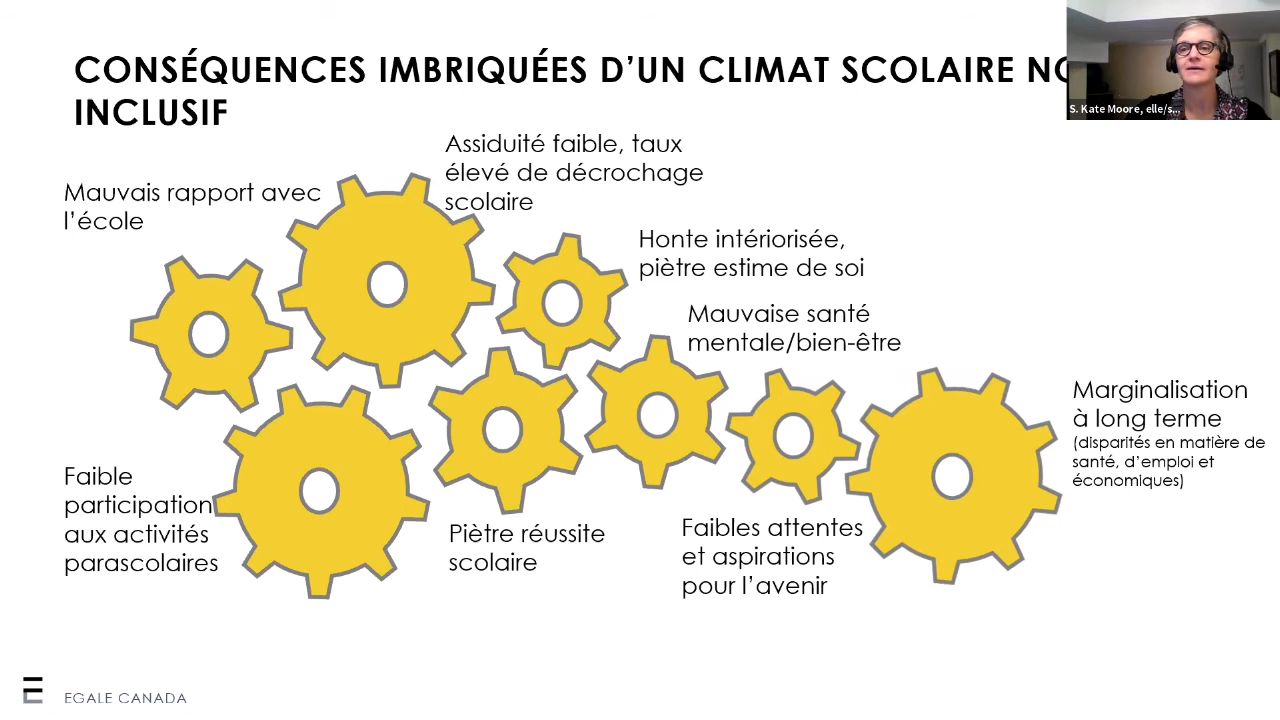 CONSÉQUENCES IMBRIQUÉES D’UN CLIMAT SCOLAIRE
INCLUSIF
S. Kate Moore, elle/s...
Assiduité faible, taux
élevé de décrochage
scolaire
Mauvais rapport avec
l’école
Honte intériorisée,
piètre estime de soi
Mauvaise santé
mentale/bien-être
Marginalisation
à long terme
(disparités en matière de
santé, d’emploi et
économiques)
Faible
participation
aux activités
parascolaires
Piètre réussite
scolaire
Faibles attentes
et aspirations
pour l’avenir
EGALE CANADA